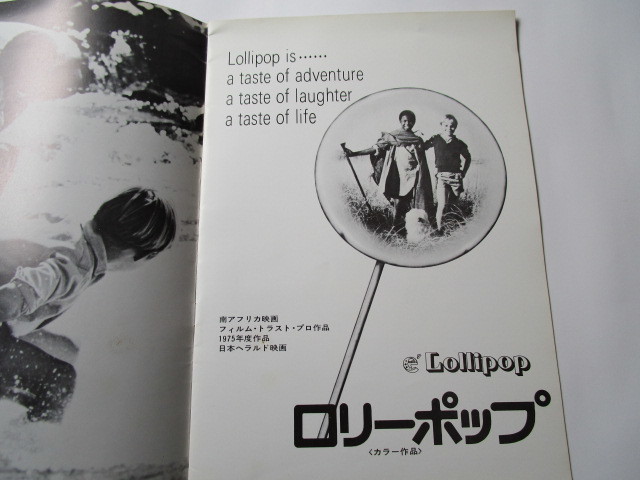 Lollipop is……
a taste of adventure
a taste of laughter
a taste of life
南アフリカ映画
フィルム・トラスト・プロ作品
1975年度作品
日本ヘラルド映画
Lollipop
ロリーポップ
〈カラー作品〉